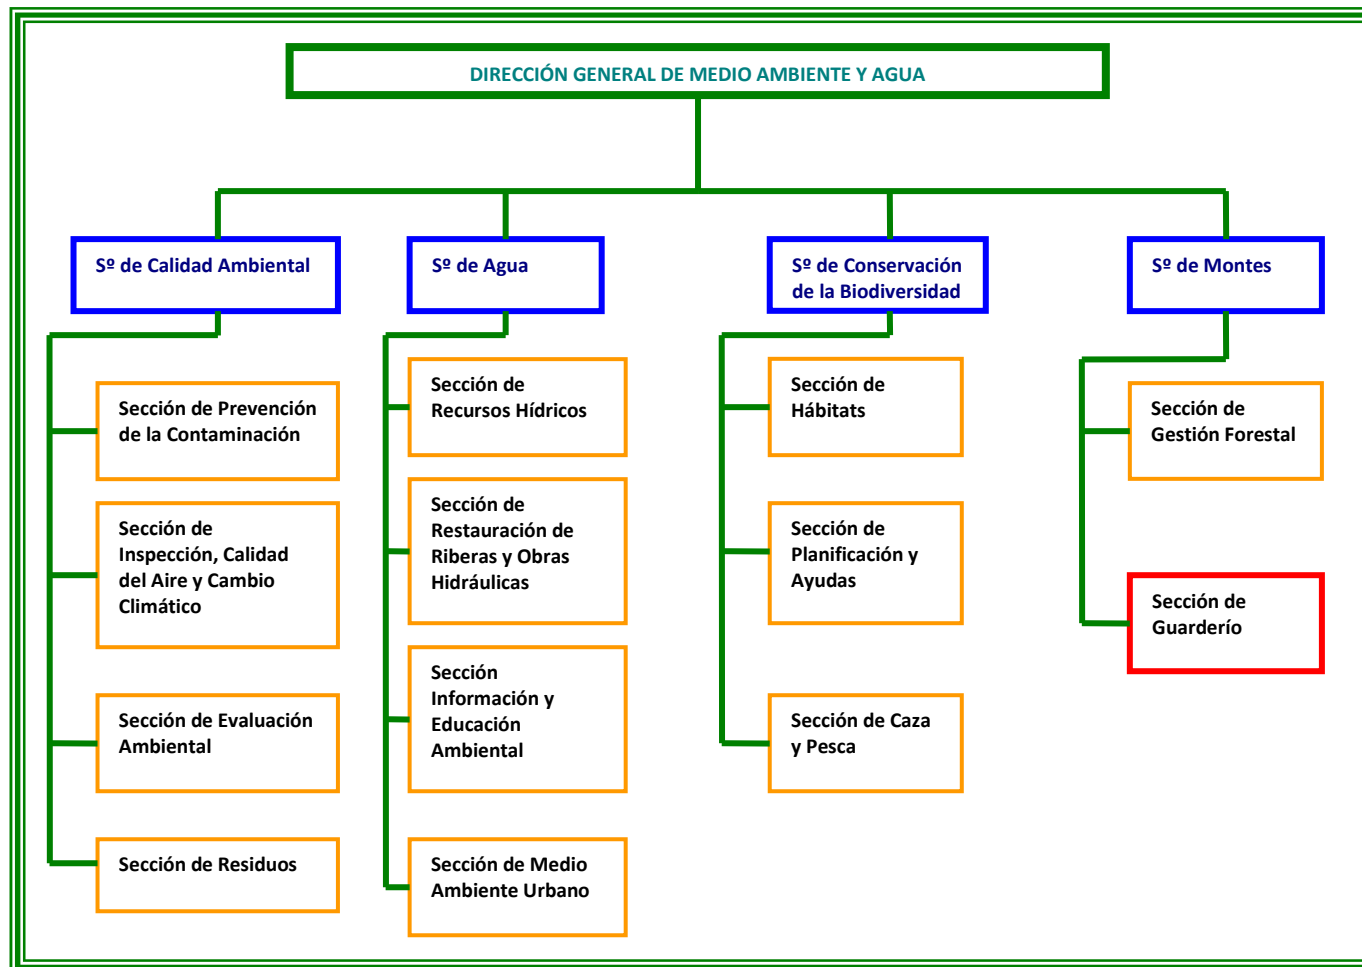 DIRECCIÓN GENERAL DE MEDIO AMBIENTE Y AGUA
Sº de Calidad Ambiental
Sección de Prevención
de la Contaminación
Sección de
Inspección, Calidad
del Aire y Cambio
Climático
Sección de Evaluación
Ambiental
Sección de Residuos
Sº de Agua
Sección de
Recursos Hídricos
Sección de
Restauración de
Riberas y Obras
Hidráulicas
Sección
Información y
Educación
Ambiental
Sección de Medio
Ambiente Urbano
Sº de Conservación
de la Biodiversidad
Sección de
Hábitats
Sección de
Planificación y
Ayudas
Sección de Caza
y Pesca
Sº de Montes
Sección de
Gestión Forestal
Sección de
Guarderío